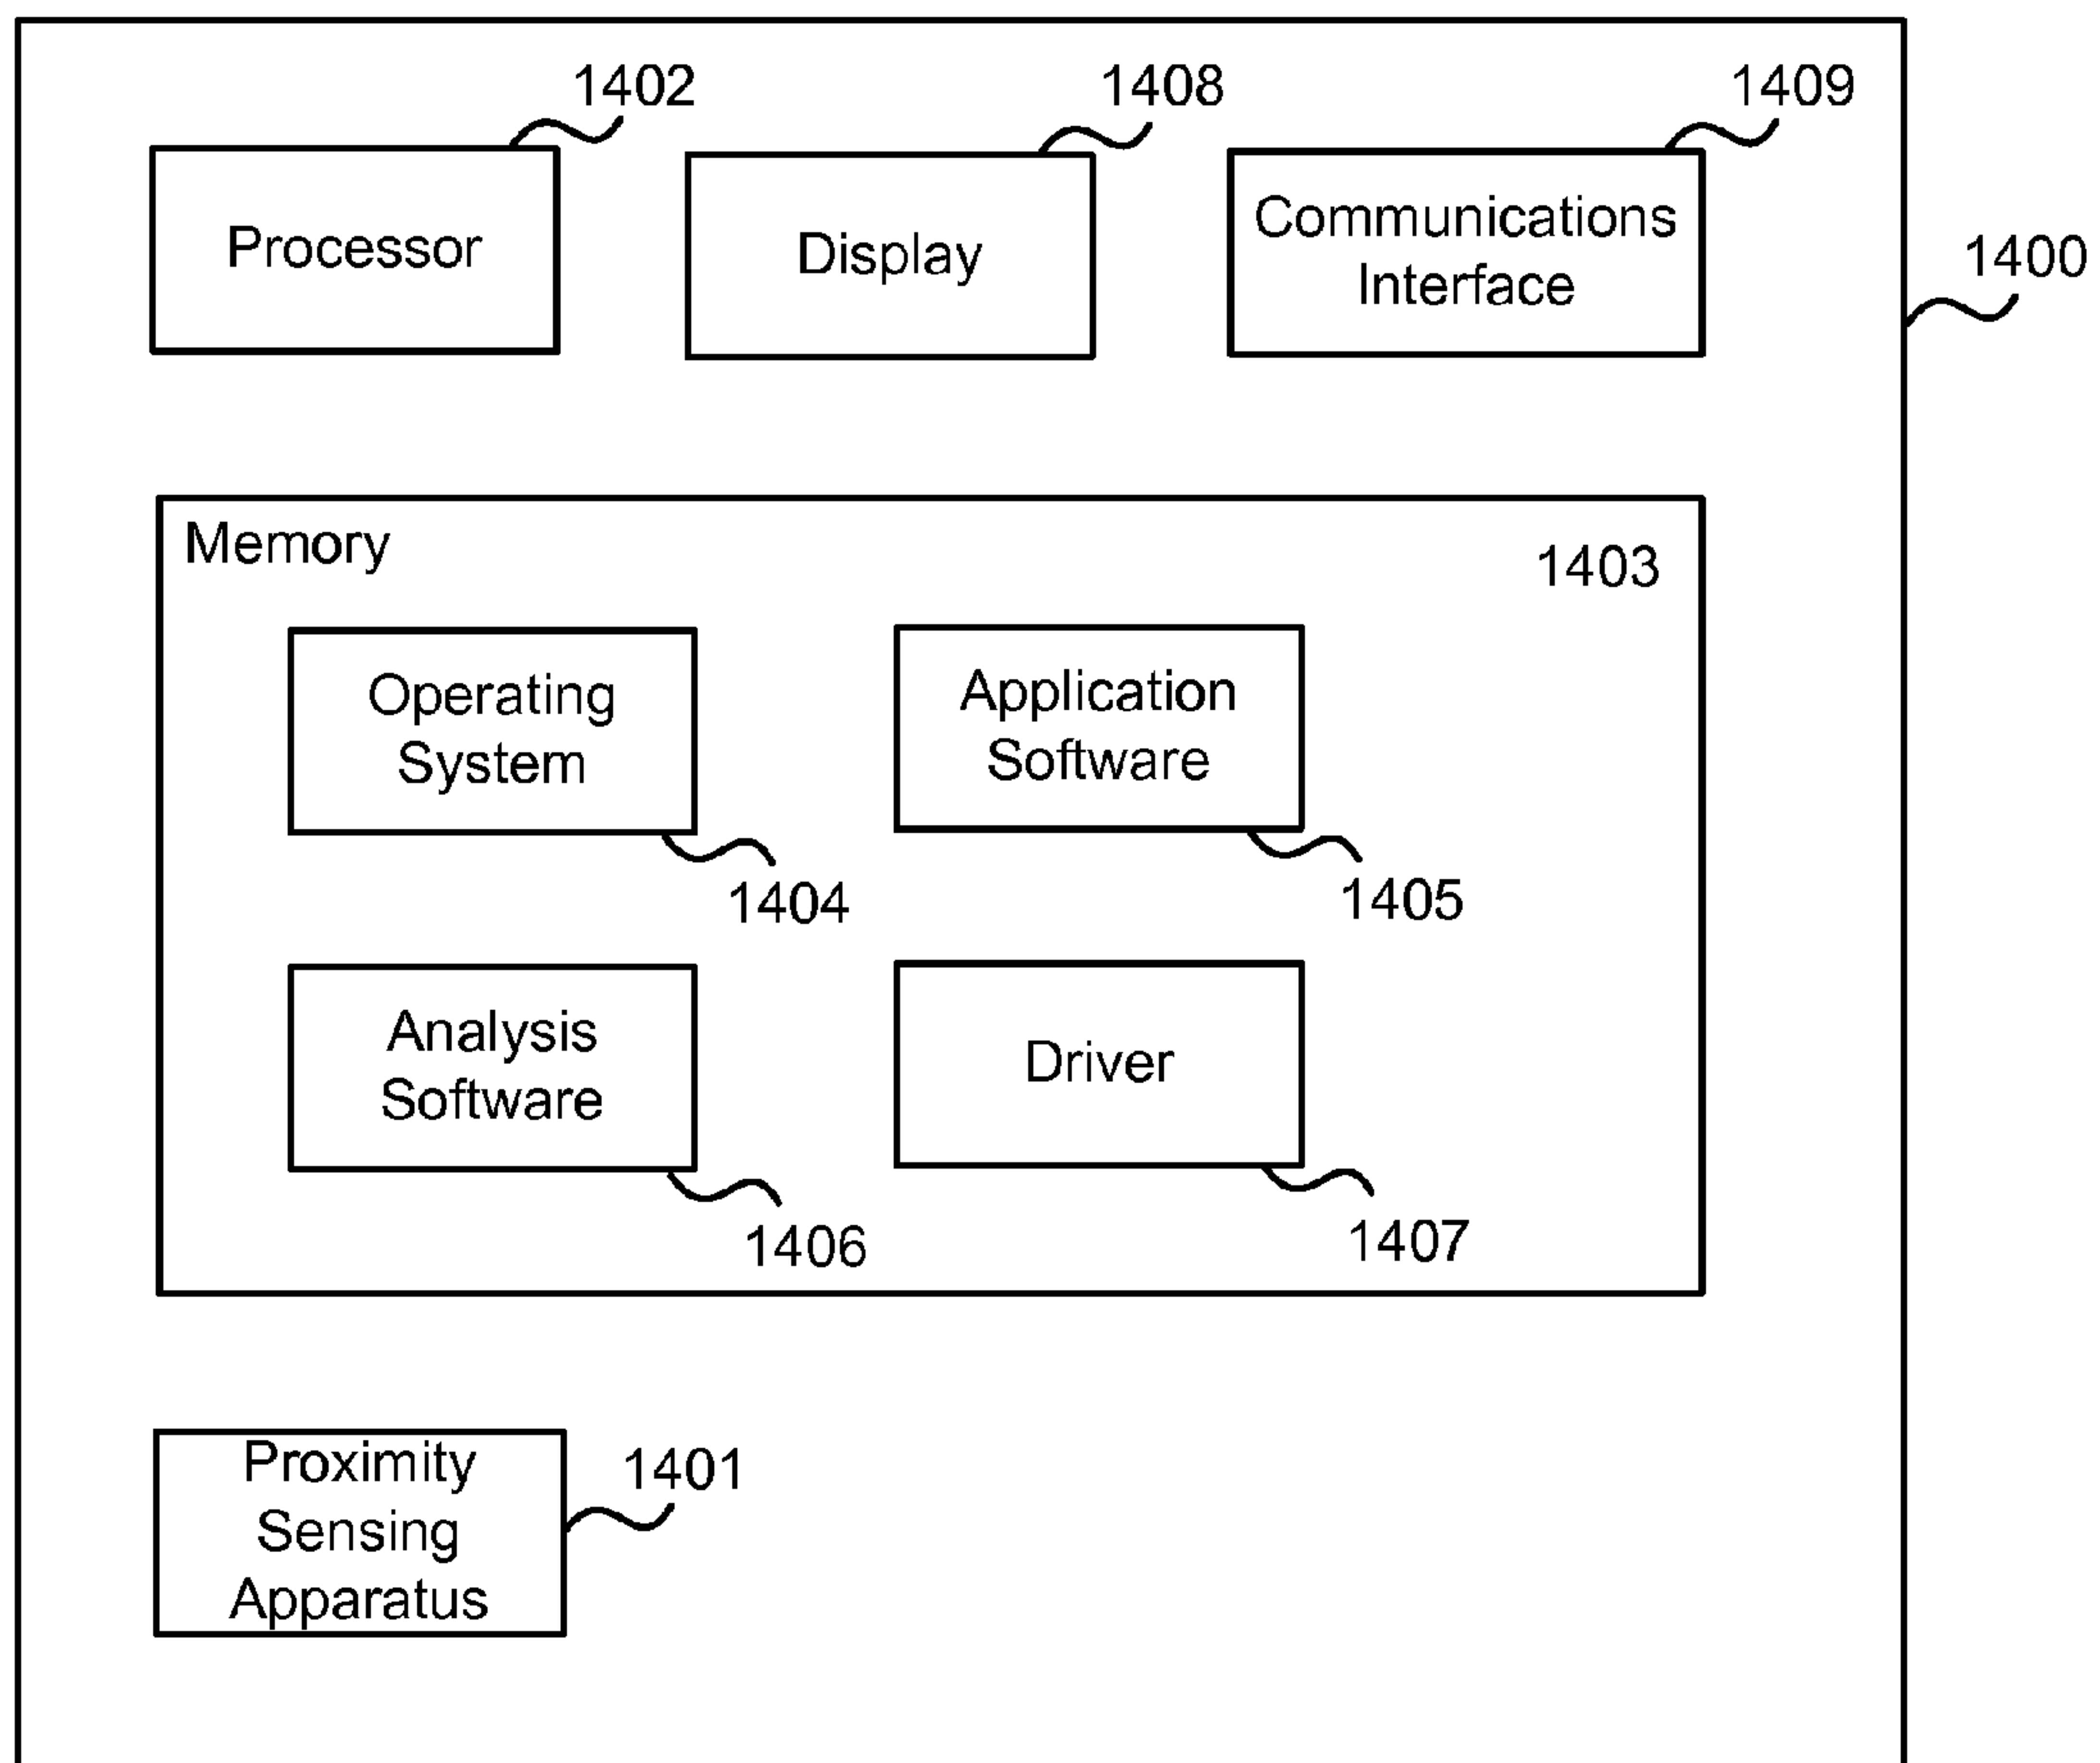 1402
1408
1409
Processor
Display
Communications
Interface
1400
Memory
1403
Operating
System
Application
Software
1404
1405
Analysis
Software
Driver
1406
1407
Proximity
Sensing
Apparatus
1401